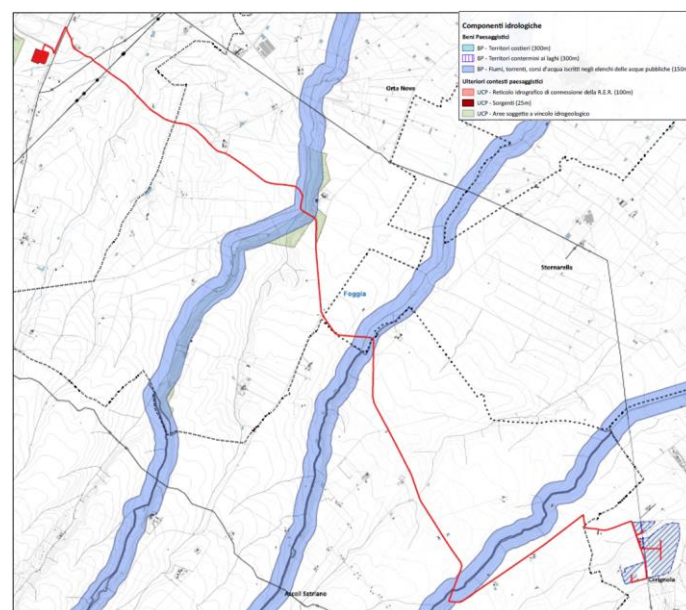 Componenti idrologiche
Beni Paesaggistici
BP - Territori costieri (300m)
BP - Territori contermini ai laghi (300m)
BP - Fiumi, torrenti, corsi d'acqua iscritti negli elenchi delle acque pubbliche (150m)
Ulteriori contesti paesaggistici
UCP - Reticolo idrografico di connessione della R.E.R. (100m)
UCP - Sorgenti (25m)
UCP - Aree soggette a vincolo idrogeologico
Orta Nova
Stornarella
Foggia
Cerignola
Ascoli Satriano